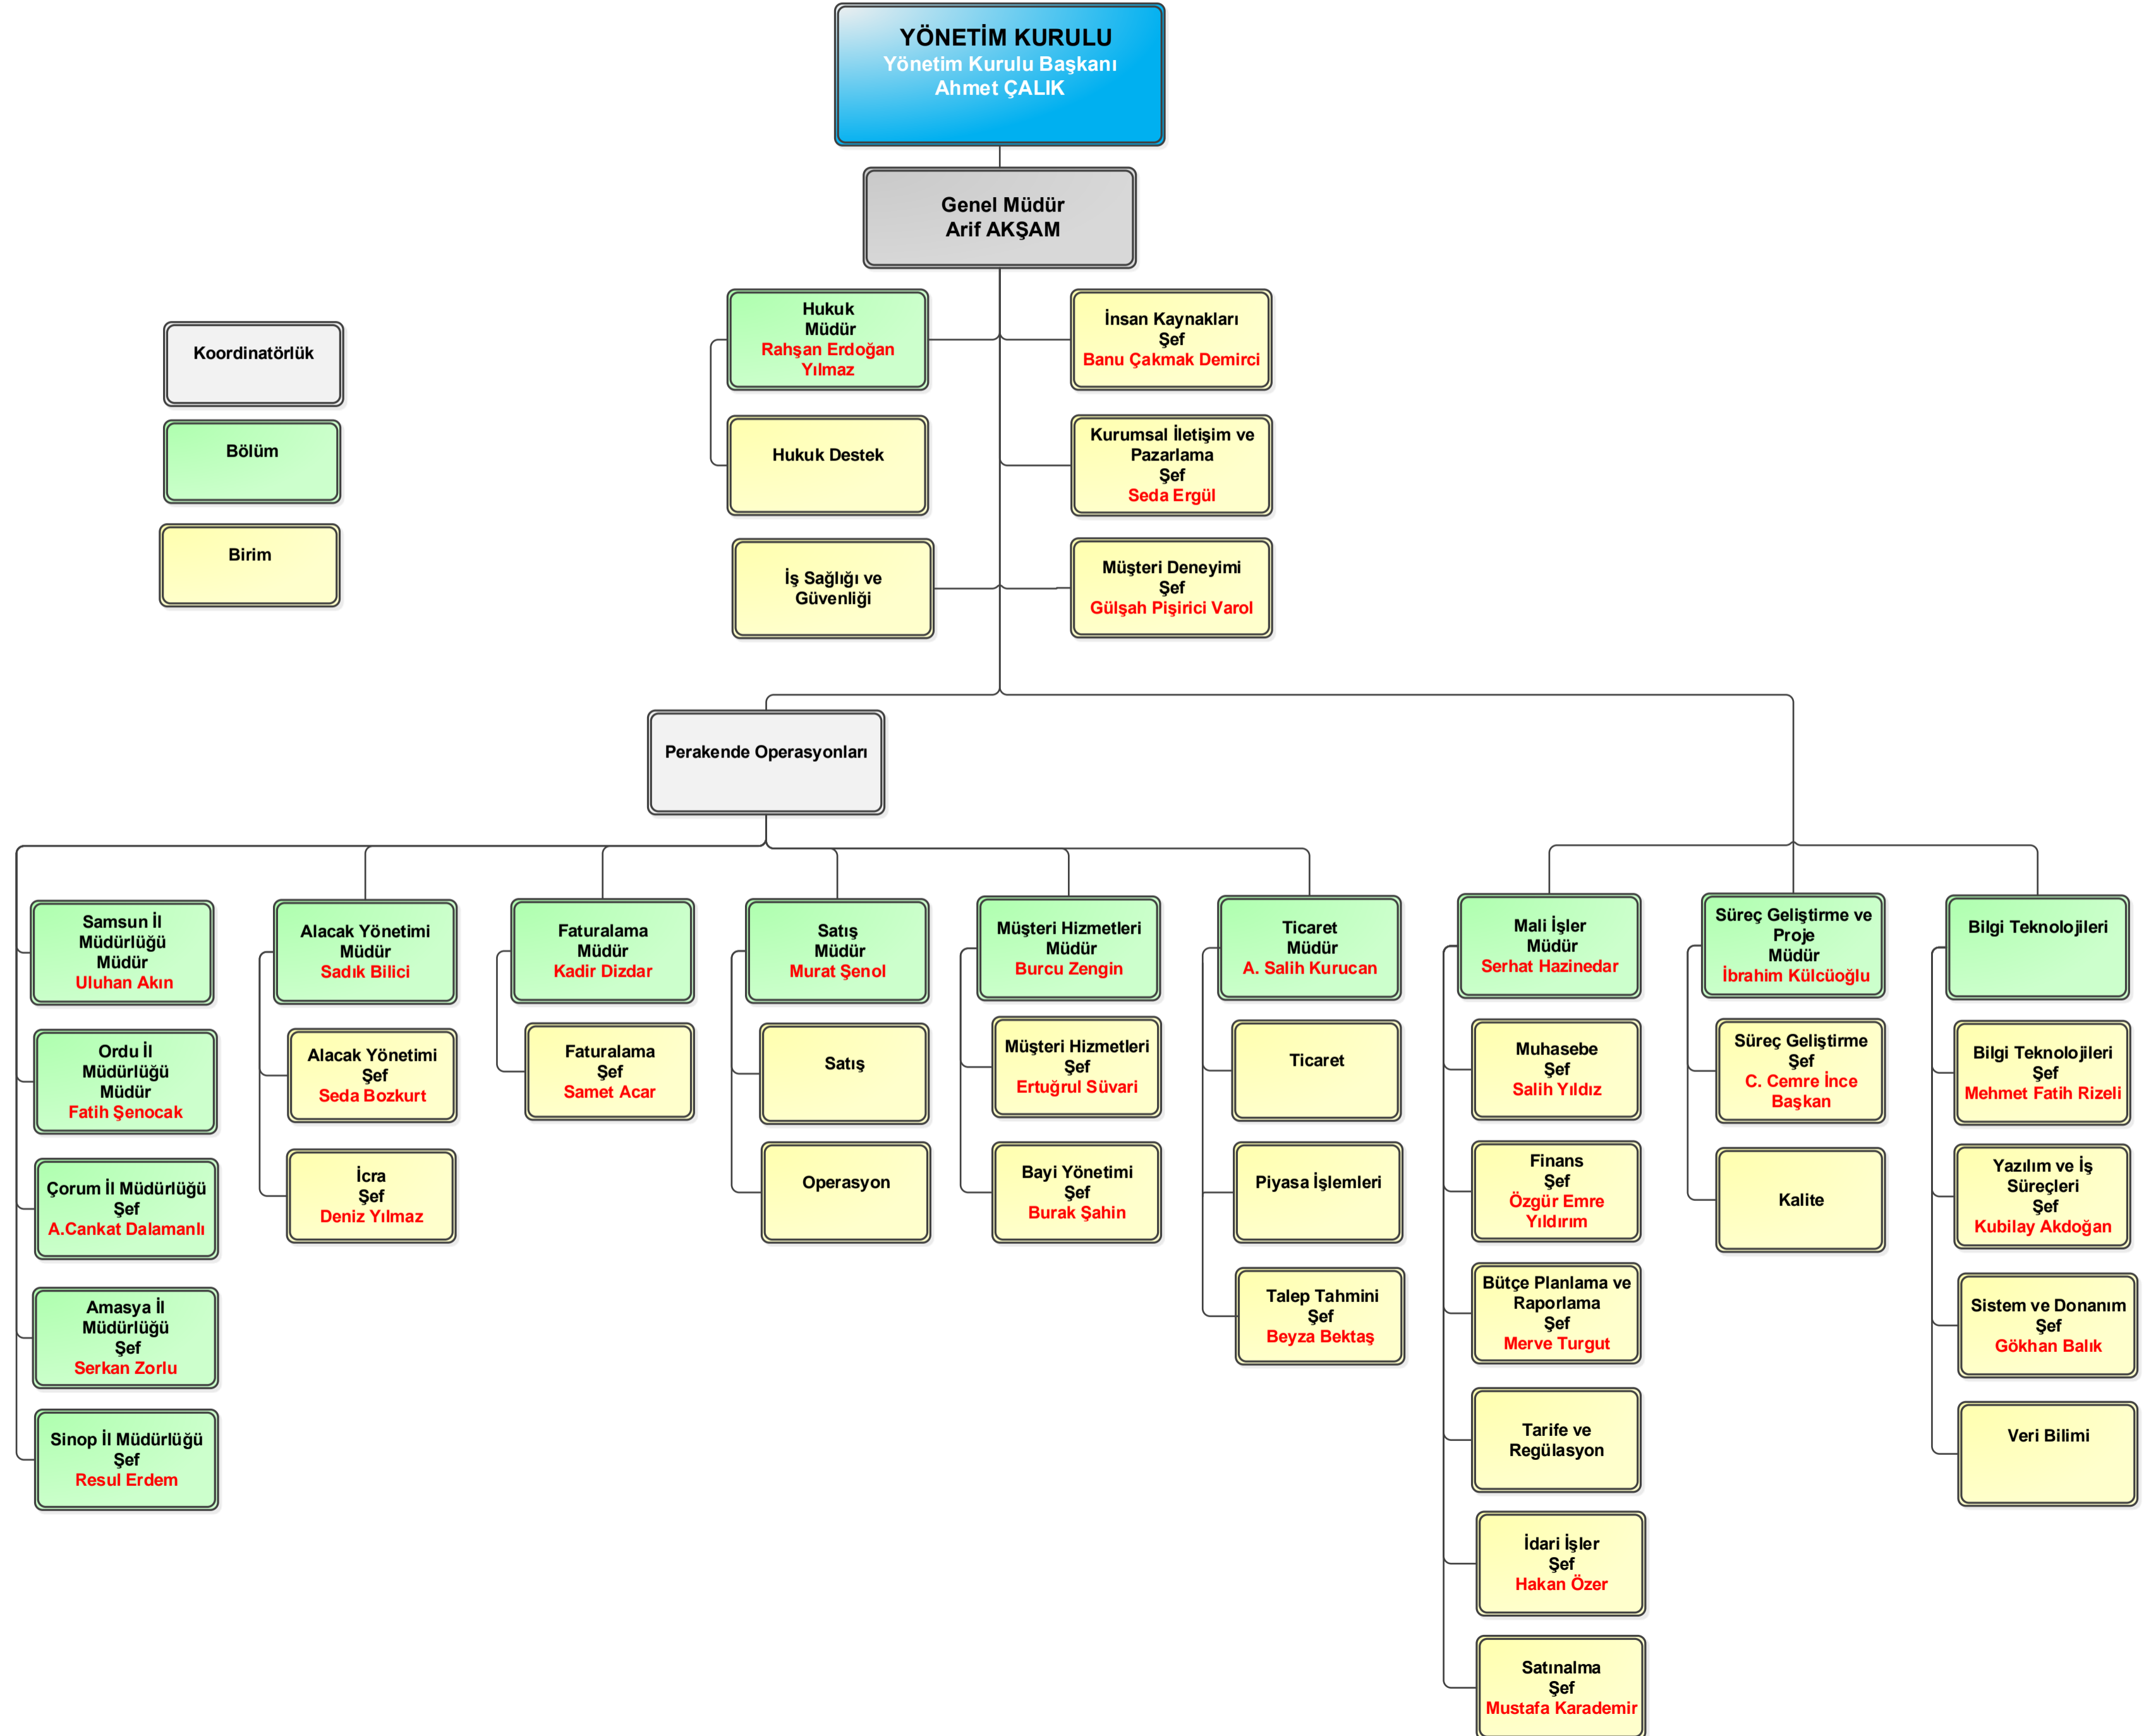 YÖNETİM KURULU
Yönetim Kurulu Başkanı
Ahmet ÇALIK
Genel Müdür
Arif AKŞAM
Koordinatörlük
Bölüm
Birim
Hukuk
Müdür
Rahşan Erdoğan
Yılmaz
İnsan Kaynakları
Şef
Banu Çakmak Demirci
Hukuk Destek
Kurumsal İletişim ve
Pazarlama
Şef
Seda Ergül
İş Sağlığı ve
Güvenliği
Müşteri Deneyimi
Şef
Gülşah Pişirici Varol
Perakende Operasyonları
Samsun İl
Müdürlüğü
Müdür
Uluhan Akın
Ordu İl
Müdürlüğü
Müdür
Fatih Şenocak
Çorum İl Müdürlüğü
Şef
A.Cankat Dalamanlı
Amasya İl
Müdürlüğü
Şef
Serkan Zorlu
Sinop İl Müdürlüğü
Şef
Resul Erdem
Alacak Yönetimi
Müdür
Sadık Bilici
Alacak Yönetimi
Şef
Seda Bozkurt
İcra
Şef
Deniz Yılmaz
Faturalama
Müdür
Kadir Dizdar
Faturalama
Şef
Samet Acar
Satış
Müdür
Murat Şenol
Satış
Operasyon
Müşteri Hizmetleri
Müdür
Burcu Zengin
Müşteri Hizmetleri
Şef
Ertuğrul Süvari
Bayi Yönetimi
Şef
Burak Şahin
Ticaret
Müdür
A. Salih Kurucan
Ticaret
Piyasa İşlemleri
Talep Tahmini
Şef
Beyza Bektaş
Mali İşler
Müdür
Serhat Hazinedar
Muhasebe
Şef
Salih Yıldız
Finans
Şef
Özgür Emre
Yıldırım
Bütçe Planlama ve
Raporlama
Şef
Merve Turgut
Tarife ve
Regülasyon
İdari İşler
Şef
Hakan Özer
Satınalma
Şef
Mustafa Karademir
Süreç Geliştirme ve
Proje
Müdür
İbrahim Külcüoğlu
Süreç Geliştirme
Şef
C. Cemre İnce
Başkan
Kalite
Bilgi Teknolojileri
Bilgi Teknolojileri
Şef
Mehmet Fatih Rizeli
Yazılım ve İş
Süreçleri
Şef
Kubilay Akdoğan
Sistem ve Donanım
Şef
Gökhan Balık
Veri Bilimi